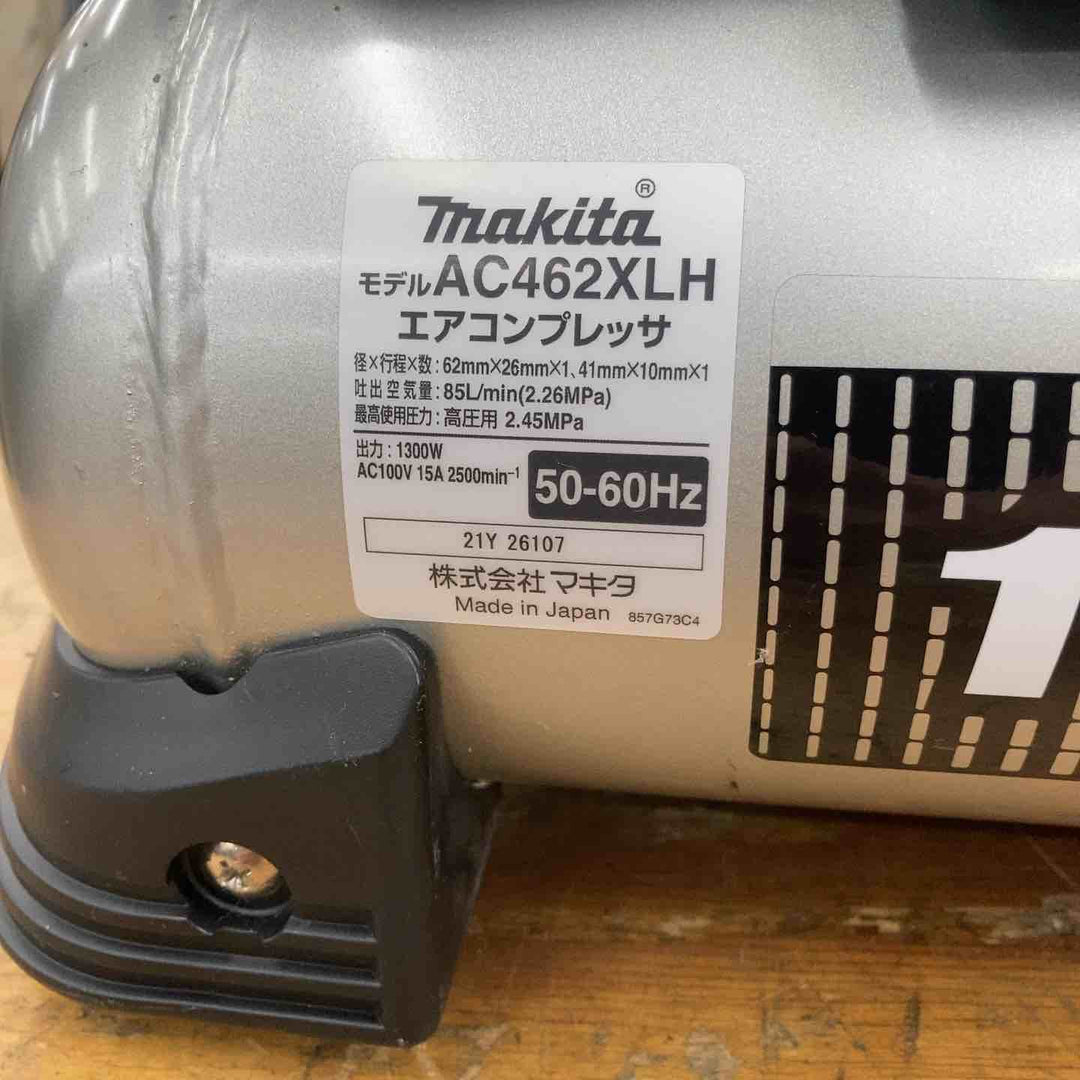 makita®
モデルAC462XLH
エアコンプレッサ
径×行程×数:62mm×26mm×1、41mm×10mm×1
吐出空気量:85L/min(2.26MPa)
最高使用圧力:高圧用 2.45MPa
出力:1300W
AC100V 15A 2500min⁻¹
50-60Hz
21Y 26107
株式会社マキタ
Made in Japan 857G73C4
1